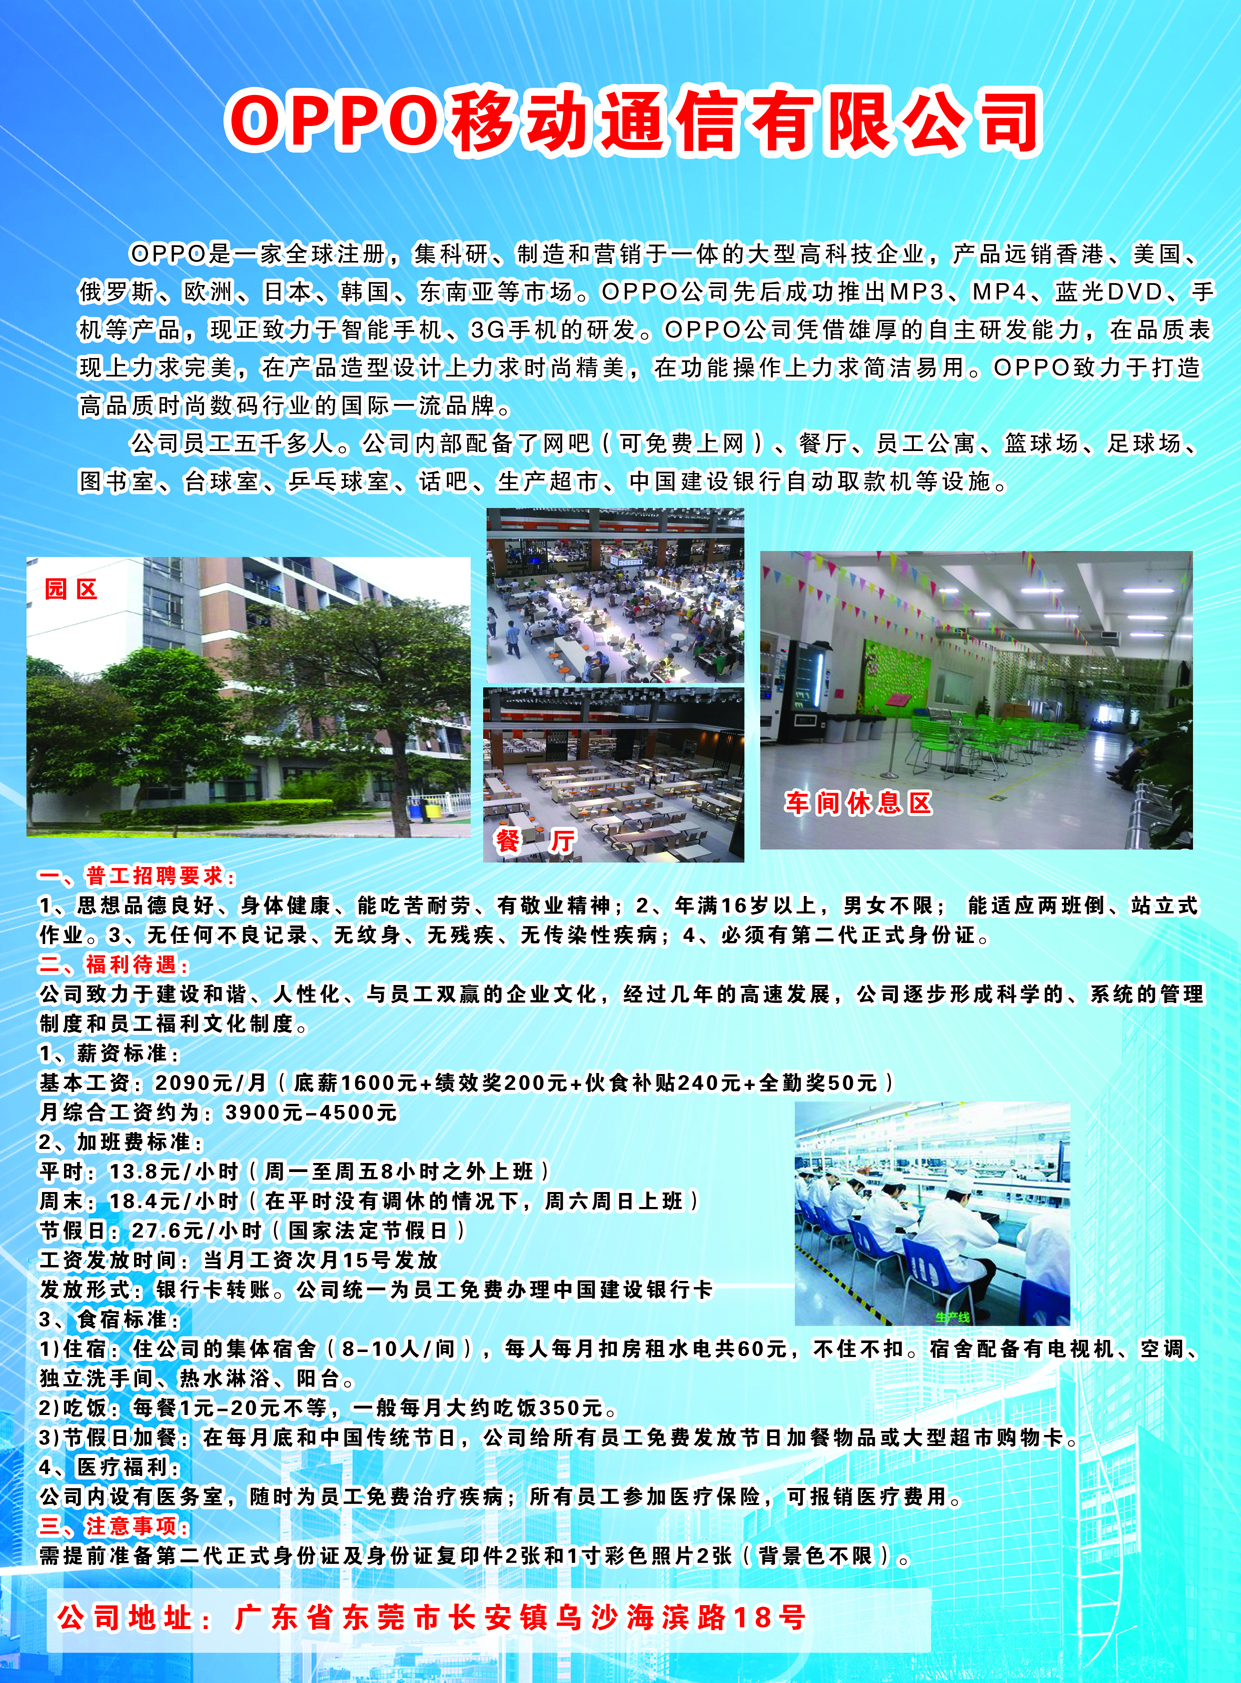 OPPO移动通信有限公司
OPPO是一家全球注册，集科研、制造和营销于一体的大型高科技企业，产品远销香港、美国、
俄罗斯、欧洲、日本、韩国、东南亚等市场。OPPO公司先后成功推出MP3、MP4、蓝光DVD、手
机等产品，现正致力于智能手机、3G手机的研发。OPPO公司凭借雄厚的自主研发能力，在品质表
现上力求完美，在产品造型设计上力求时尚精美，在功能操作上力求简洁易用。OPPO致力于打造
高品质时尚数码行业的国际一流品牌。
公司员工五千多人。公司内部配备了网吧（可免费上网）、餐厅、员工公寓、篮球场、足球场、
图书室、台球室、乒乓球室、话吧、生产超市、中国建设银行自动取款机等设施。
园区
餐 厅
车间休息区
一、普工招聘要求：
1、思想品德良好、身体健康、能吃苦耐劳、有敬业精神；2、年满16岁以上，男女不限； 能适应两班倒、站立式
作业。3、无任何不良记录、无纹身、无残疾、无传染性疾病；4、必须有第二代正式身份证。
二、福利待遇：
公司致力于建设和谐、人性化、与员工双赢的企业文化，经过几年的高速发展，公司逐步形成科学的、系统的管理
制度和员工福利文化制度。
1、薪资标准：
基本工资：2090元/月（底薪1600元+绩效奖200元+伙食补贴240元+全勤奖50元）
月综合工资约为：3900元-4500元
2、加班费标准：
平时：13.8元/小时（周一至周五8小时之外上班）
周末：18.4元/小时（在平时没有调休的情况下，周六周日上班）
节假日：27.6元/小时（国家法定节假日）
工资发放时间：当月工资次月15号发放
发放形式：银行卡转账。公司统一为员工免费办理中国建设银行卡
生产线
3、食宿标准：
1)住宿：住公司的集体宿舍（8-10人/间），每人每月扣房租水电共60元，不住不扣。宿舍配备有电视机、空调、
独立洗手间、热水淋浴、阳台。
2)吃饭：每餐1元-20元不等，一般每月大约吃饭350元。
3)节假日加餐：在每月底和中国传统节日，公司给所有员工免费发放节日加餐物品或大型超市购物卡。
4、医疗福利：
公司内设有医务室，随时为员工免费治疗疾病；所有员工参加医疗保险，可报销医疗费用。
三、注意事项：
需提前准备第二代正式身份证及身份证复印件2张和1寸彩色照片2张（背景色不限）。
公司地址：广东省东莞市长安镇乌沙海滨路18号